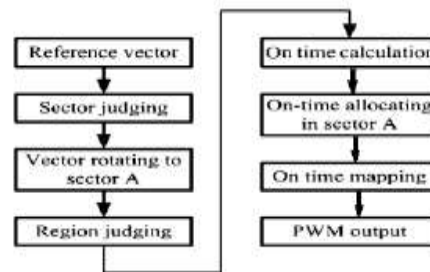 Reference vector
Sector judging
Vector rotating to
sector A
Region judging
On time calculation
On-time allocating
in sector A
On time mapping
PWM output